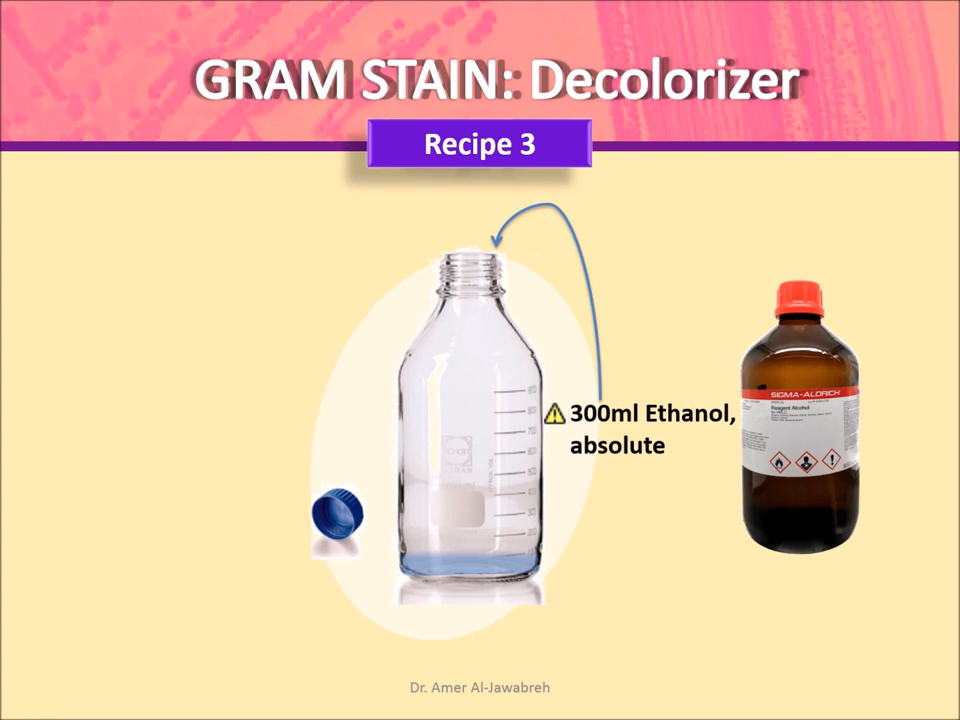 GRAM STAIN: Decolorizer
Recipe 3
300ml Ethanol,
absolute
SIGMA-ALDRICH
Reagent Alcohol
Dr. Amer Al-Jawabreh